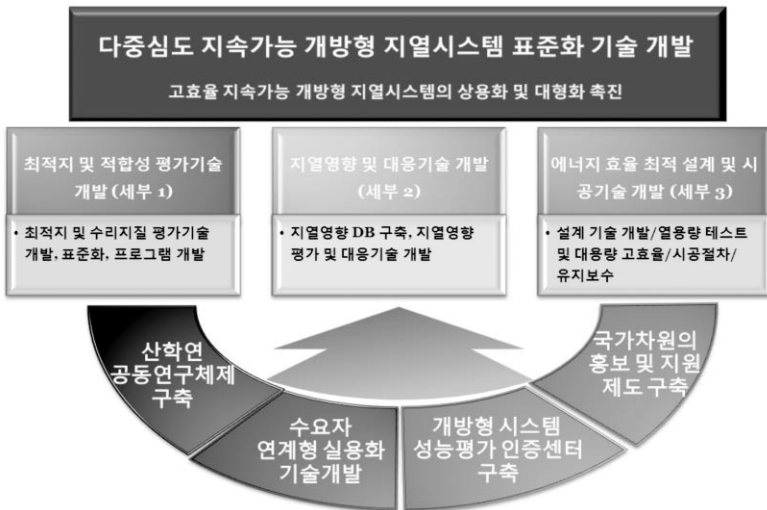 다중심도 지속가능 개방형 지열시스템 표준화 기술 개발
고효율 지속가능 개방형 지열시스템의 상용화 및 대형화 촉진
최적지 및 적합성 평가기술
개발 (세부 1)
• 최적지 및 수리지질 평가기술
개발, 표준화, 프로그램 개발
지열영향 및 대응기술 개발
(세부 2)
• 지열영향 DB 구축, 지열영향
평가 및 대응기술 개발
에너지 효율 최적 설계 및 시
공기술 개발 (세부 3)
• 설계 기술 개발/열용량 테스트
및 대용량 고효율/시공절차/
유지보수
산학연
공동연구체제
구축
수요자
연계형 실용화
기술개발
개방형 시스템
성능평가 인증센터
구축
국가차원의
홍보 및 지원
제도 구축